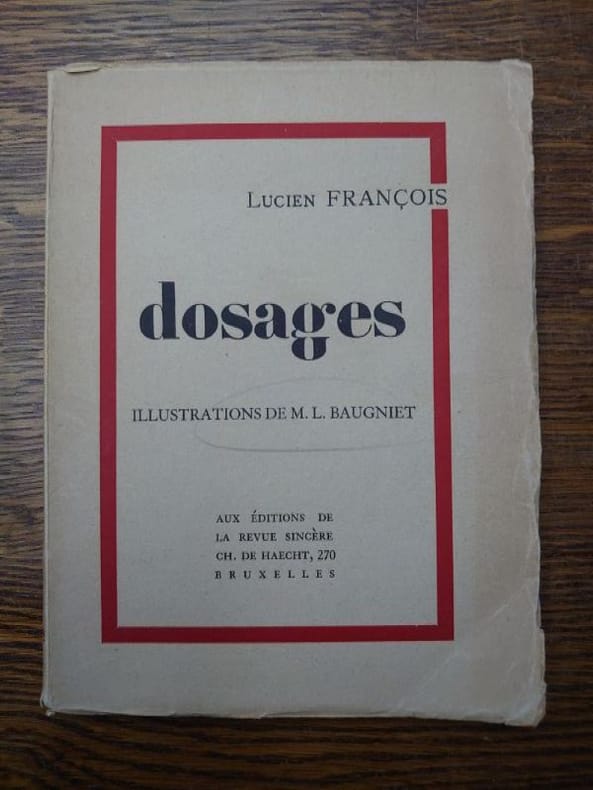 Lucien FRANÇOIS
dosages
ILLUSTRATIONS DE M. L. BAUGNIET
AUX ÉDITIONS DE
LA REVUE SINCÈRE
CH. DE HAECHT, 270
BRUXELLES